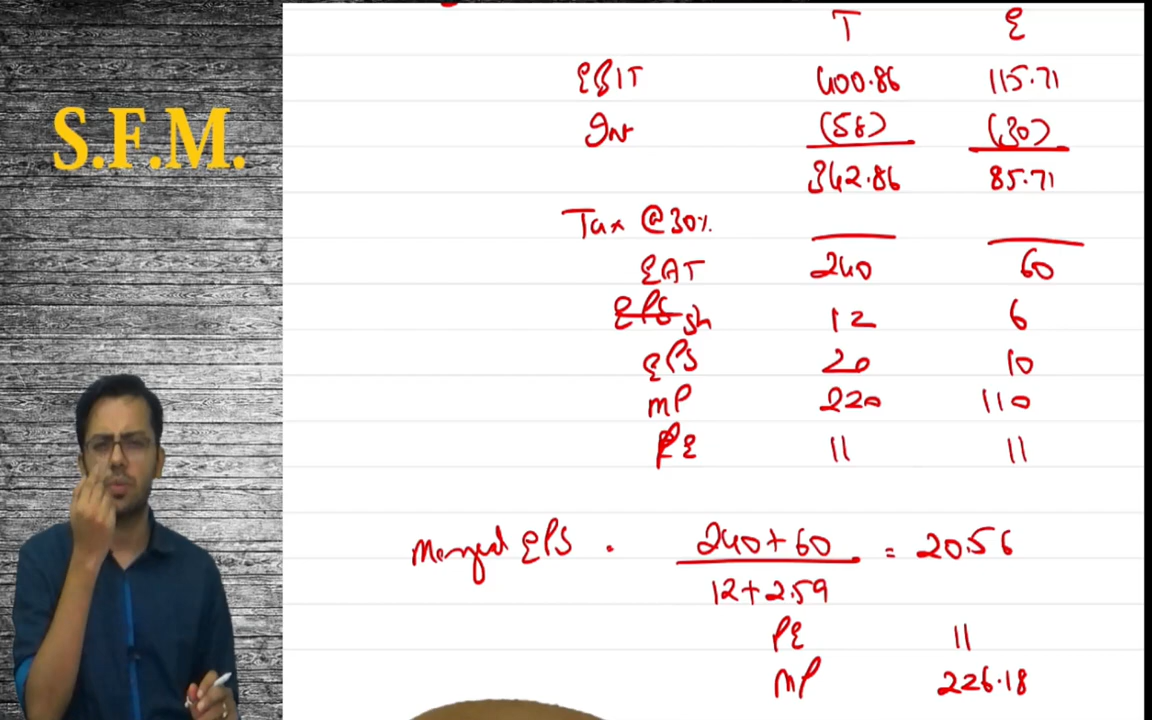 S.F.M.
T E
EBIT 400.86 115.71
Int (58) (30)
342.86 85.71
Tax @30%
EAT 240 60
EPS sh 12 6
EPS 20 10
MP 220 110
PE 11 11
Merged EPS = 240+60 = 20.56
12+2.59
PE 11
MP 226.18